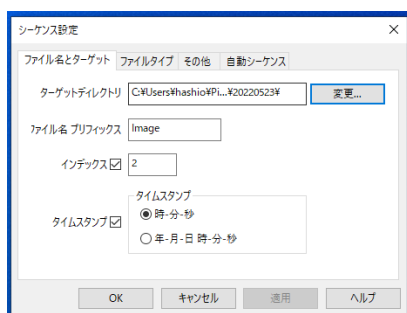 シーケンス設定
ファイル名とターゲット ファイルタイプ その他 自動シーケンス
ターゲットディレクトリ C:¥Users¥hashio¥Pi...¥20220523¥ 変更...
ファイル名 プリフィックス Image
インデックス 2
タイムスタンプ
時-分-秒
タイムスタンプ
年-月-日 時-分-秒
OK キャンセル 適用 ヘルプ